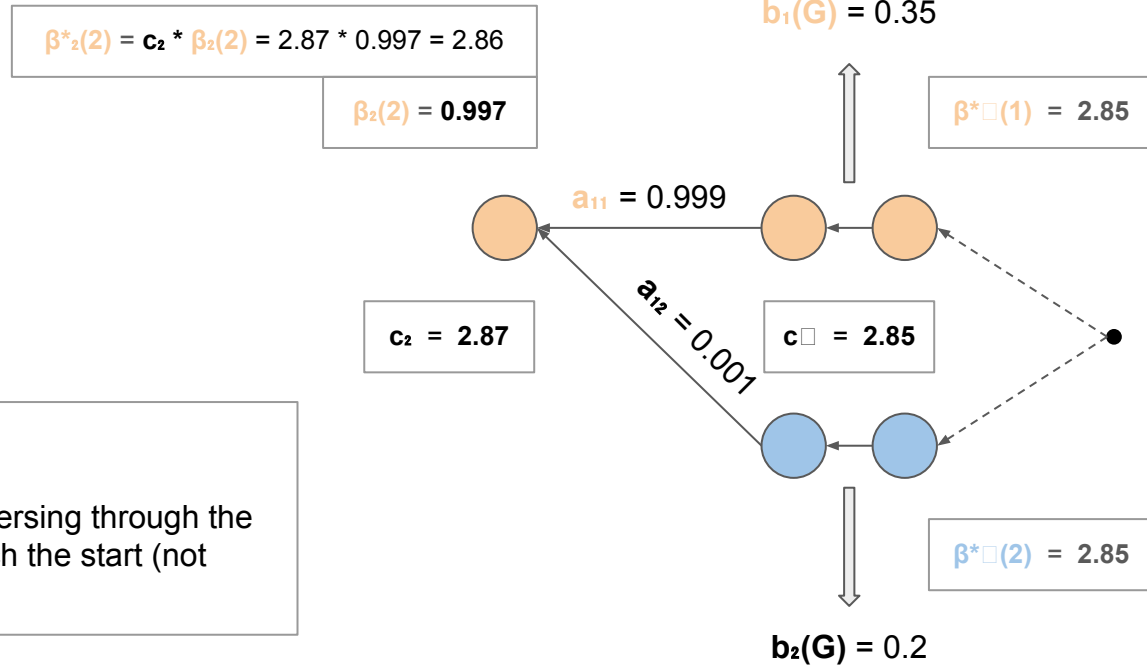 b₁(G) = 0.35
β*₂(2) = c₂ * β₂(2) = 2.87 * 0.997 = 2.86
β₂(2) = 0.997
β*□(1) = 2.85
a₁₁ = 0.999
a₁₂ = 0.001
c₂ = 2.87
c□ = 2.85
ersing through the
h the start (not
β*□(2) = 2.85
b₂(G) = 0.2